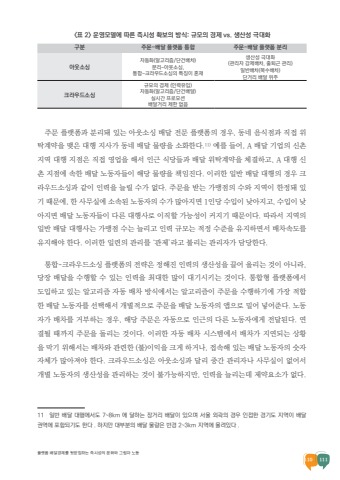 〈표 2〉 운영모델에 따른 즉시성 확보의 방식: 규모의 경제 vs. 생산성 극대화
구분 주문-배달 플랫폼 통합 주문-배달 플랫폼 분리
아웃소싱
자동화(알고리즘/단건배차)
분리-아웃소싱,
통합-크라우드소싱의 특징이 혼재
생산성 극대화
(관리자 강제배차, 출퇴근 관리)
일반배차(복수배차)
단거리 배달 위주
크라우드소싱
규모의 경제 (인력유입)
자동화(알고리즘/단건배달)
실시간 프로모션
배달거리 제한 없음
주문 플랫폼과 분리돼 있는 아웃소싱 배달 전문 플랫폼의 경우, 동네 음식점과 직접 위
탁계약을 맺은 대행 지사가 동네 배달 물량을 소화한다.11) 예를 들어, A 배달 기업의 신촌
지역 대행 지점은 직접 영업을 해서 인근 식당들과 배달 위탁계약을 체결하고, A 대행 신
촌 지점에 속한 배달 노동자들이 배달 물량을 책임진다. 이러한 일반 배달 대행의 경우 크
라우드소싱과 같이 인력을 늘릴 수가 없다. 주문을 받는 가맹점의 수와 지역이 한정돼 있
기 때문에, 한 사무실에 소속된 노동자의 수가 많아지면 1인당 수입이 낮아지고, 수입이 낮
아지면 배달 노동자들이 다른 대행사로 이직할 가능성이 커지기 때문이다. 따라서 지역의
일반 배달 대행사는 가맹점 수는 늘리고 인력 규모는 적정 수준을 유지하면서 배차속도를
유지해야 한다. 이러한 일련의 관리를 '관제'라고 불리는 관리자가 담당한다.
통합-크라우드소싱 플랫폼의 전략은 정해진 인력의 생산성을 끌어 올리는 것이 아니라,
당장 배달을 수행할 수 있는 인력을 최대한 많이 대기시키는 것이다. 통합형 플랫폼에서
도입하고 있는 알고리즘 자동 배차 방식에서는 알고리즘이 주문을 수행하기에 가장 적합
한 배달 노동자를 선택해서 개별적으로 주문을 배달 노동자의 앱으로 밀어 넣어준다. 노동
자가 배차를 거부하는 경우, 해당 주문은 자동으로 인근의 다른 노동자에게 전달된다. 연
결될 때까지 주문을 돌리는 것이다. 이러한 자동 배차 시스템에서 배차가 지연되는 상황
을 막기 위해서는 배차와 관련한 (불)이익을 크게 하거나, 접속해 있는 배달 노동자의 숫자
자체가 많아져야 한다. 크라우드소싱은 아웃소싱과 달리 중간 관리자나 사무실이 없어서
개별 노동자의 생산성을 관리하는 것이 불가능하지만, 인력을 늘리는데 제약요소가 없다.
11 일반 배달 대행에서도 7-8km 에 달하는 장거리 배달이 있으며 서울 외곽의 경우 인접한 경기도 지역이 배달
권역에 포함되기도 한다 . 하지만 대부분의 배달 물량은 반경 2-3km 지역에 몰려있다 .
플랫폼 배달경제를 뒷받침하는 즉시성의 문화와 그림자 노동
110 111